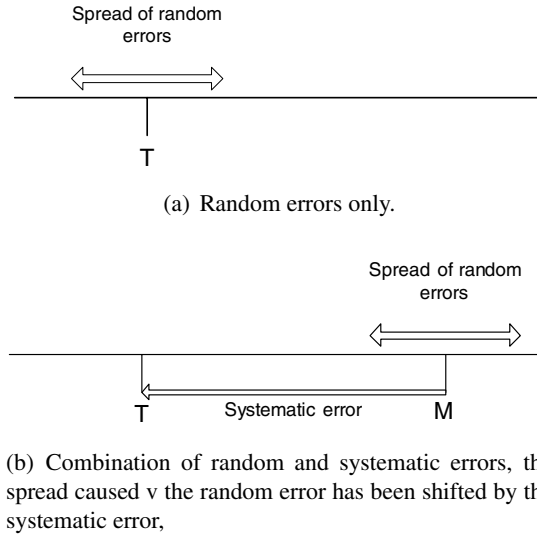 Spread of random
errors
T
(a) Random errors only.
Spread of random
errors
T
Systematic error
M
(b) Combination of random and systematic errors, th
spread caused v the random error has been shifted by th
systematic error,